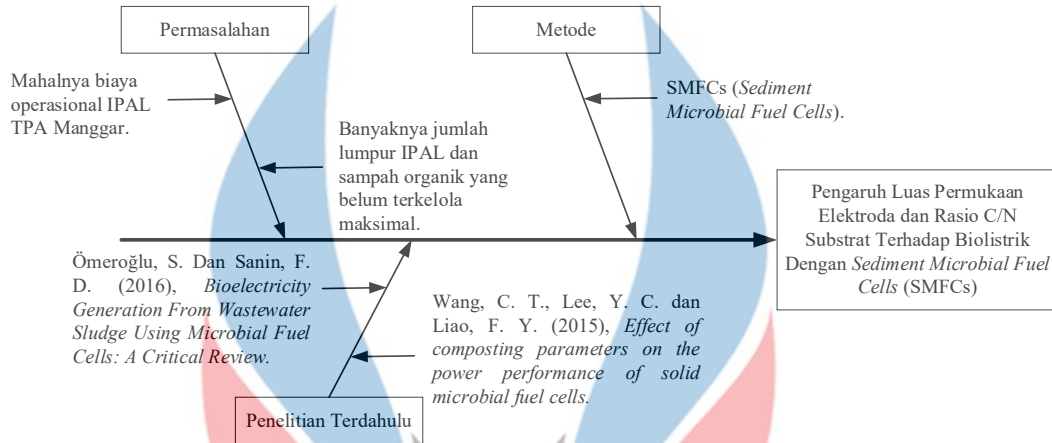 Permasalahan
Metode
Mahalnya biaya
operasional IPAL
TPA Manggar.
SMFCs (Sediment
Microbial Fuel Cells).
Banyaknya jumlah
lumpur IPAL dan
sampah organik yang
belum terkelola
maksimal.
Pengaruh Luas Permukaan
Elektroda dan Rasio C/N
Substrat Terhadap Biolistrik
Dengan Sediment Microbial Fuel
Cells (SMFCs)
Ömeroğlu, S. Dan Sanin, F.
D. (2016), Bioelectricity
Generation From Wastewater
Sludge Using Microbial Fuel
Cells: A Critical Review.
Wang, C. T., Lee, Y. C. dan
Liao, F. Y. (2015), Effect of
composting parameters on the
power performance of solid
microbial fuel cells.
Penelitian Terdahulu